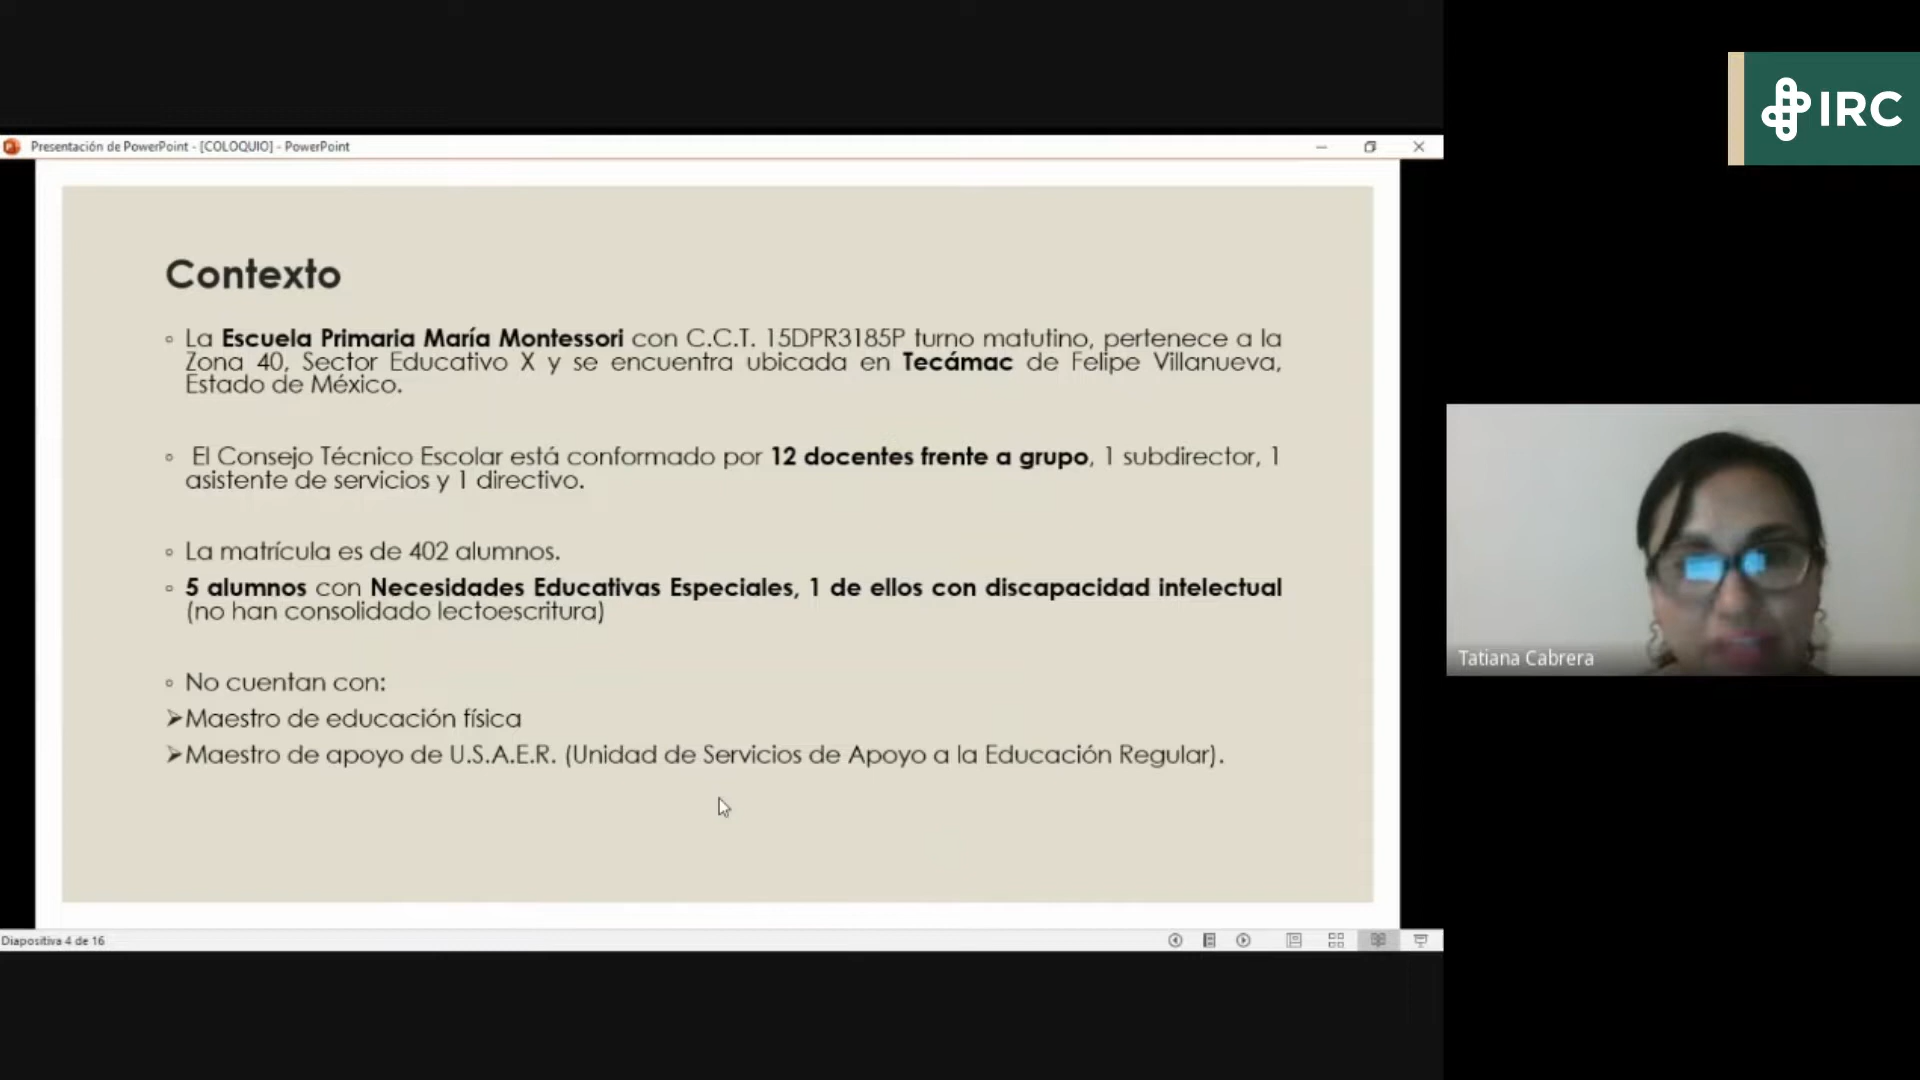 Presentación de PowerPoint - [COLOQUIO] - PowerPoint
IRC
Contexto
◦ La Escuela Primaria María Montessori con C.C.T. 15DPR3185P turno matutino, pertenece a la
Zona 40, Sector Educativo X y se encuentra ubicada en Tecámac de Felipe Villanueva,
Estado de México.
◦ El Consejo Técnico Escolar está conformado por 12 docentes frente a grupo, 1 subdirector, 1
asistente de servicios y 1 directivo.
◦ La matrícula es de 402 alumnos.
◦ 5 alumnos con Necesidades Educativas Especiales, 1 de ellos con discapacidad intelectual
(no han consolidado lectoescritura)
◦ No cuentan con:
➢Maestro de educación física
➢Maestro de apoyo de U.S.A.E.R. (Unidad de Servicios de Apoyo a la Educación Regular).
Tatiana Cabrera
Diapositiva 4 de 16